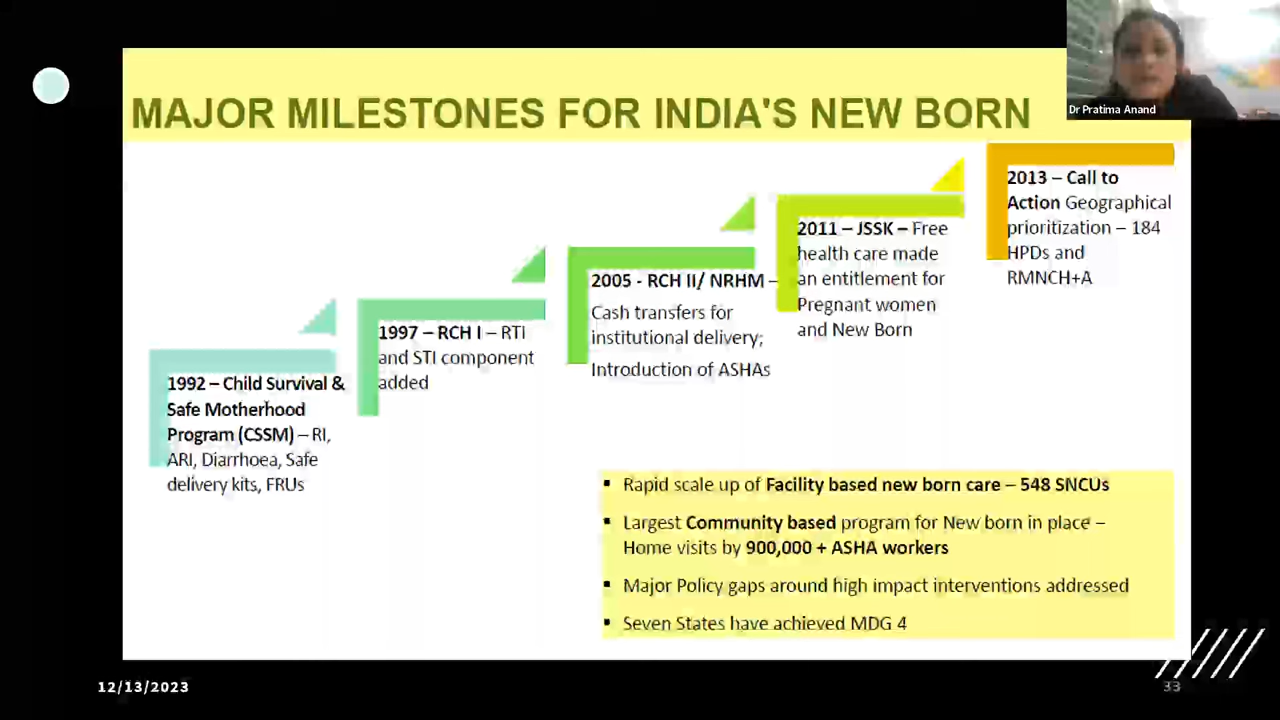 Dr Pratima Anand
MAJOR MILESTONES FOR INDIA'S NEW BORN
1992 – Child Survival &
Safe Motherhood
Program (CSSM) – RI,
ARI, Diarrhoea, Safe
delivery kits, FRUs
1997 – RCH I – RTI
and STI component
added
2005 - RCH II/ NRHM –
Cash transfers for
institutional delivery;
Introduction of ASHAs
2011 – JSSK – Free
health care made
an entitlement for
Pregnant women
and New Born
2013 – Call to
Action Geographical
prioritization – 184
HPDs and
RMNCH+A
▪ Rapid scale up of Facility based new born care – 548 SNCUs
▪ Largest Community based program for New born in place –
Home visits by 900,000 + ASHA workers
▪ Major Policy gaps around high impact interventions addressed
▪ Seven States have achieved MDG 4
12/13/2023
33